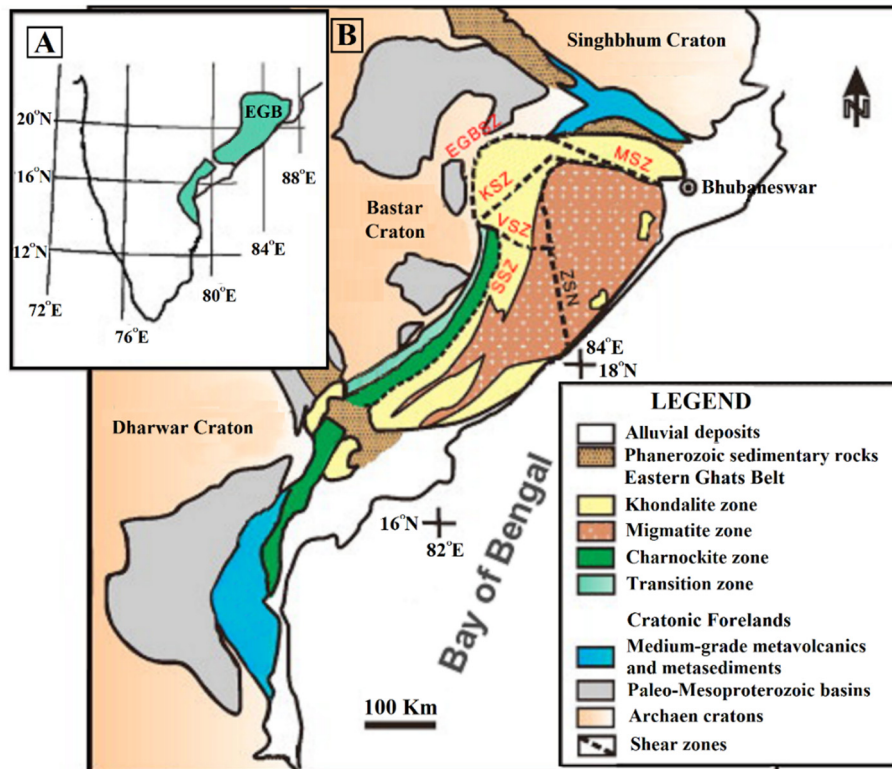 A
EGB
20°N
16°N
12°N
72°E
76°E
80°E
84°E
88°E
B
Singhbhum Craton
N
EGBSZ
MSZ
KSZ
Bhubaneswar
Bastar
Craton
VSZ
SSZ
NSZ
84°E
18°N
Dharwar Craton
16°N
82°E
Bay of Bengal
100 Km
LEGEND
Alluvial deposits
Phanerozoic sedimentary rocks
Eastern Ghats Belt
Khondalite zone
Migmatite zone
Charnockite zone
Transition zone
Cratonic Forelands
Medium-grade metavolcanics
and metasediments
Paleo-Mesoproterozoic basins
Archaen cratons
Shear zones